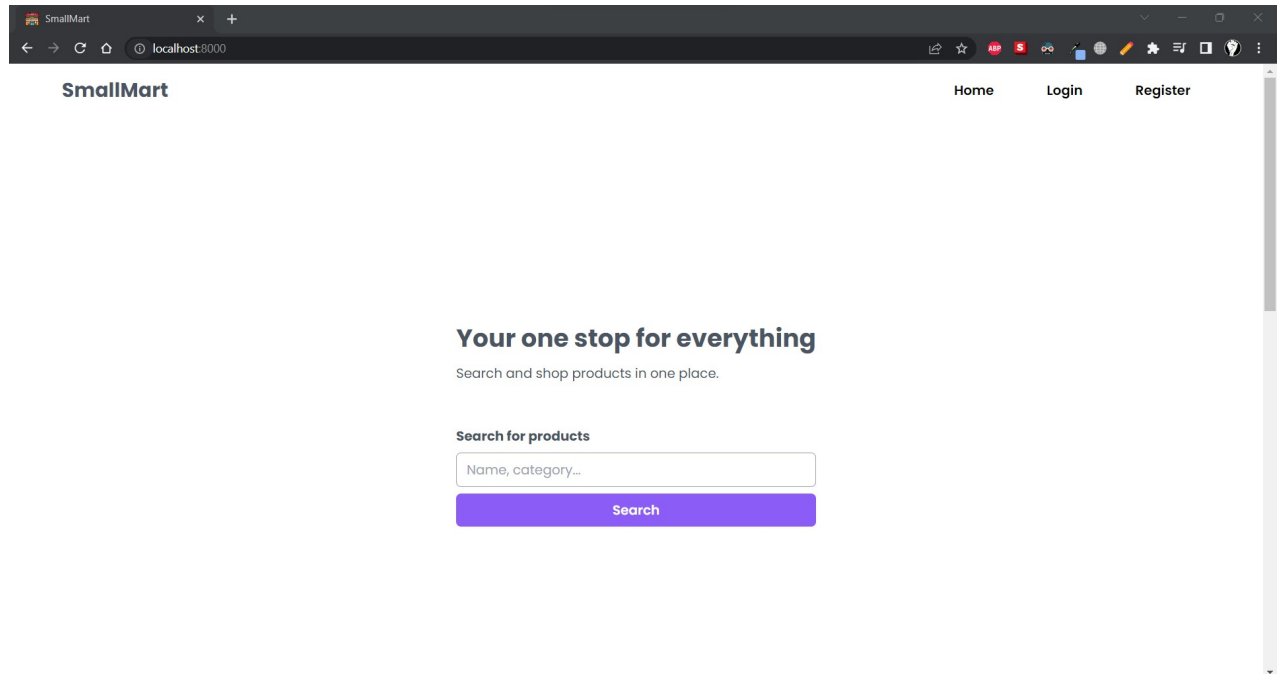 SmallMart
localhost:8000
ABP
S
SmallMart
Home Login Register
Your one stop for everything
Search and shop products in one place.
Search for products
Name, category...
Search